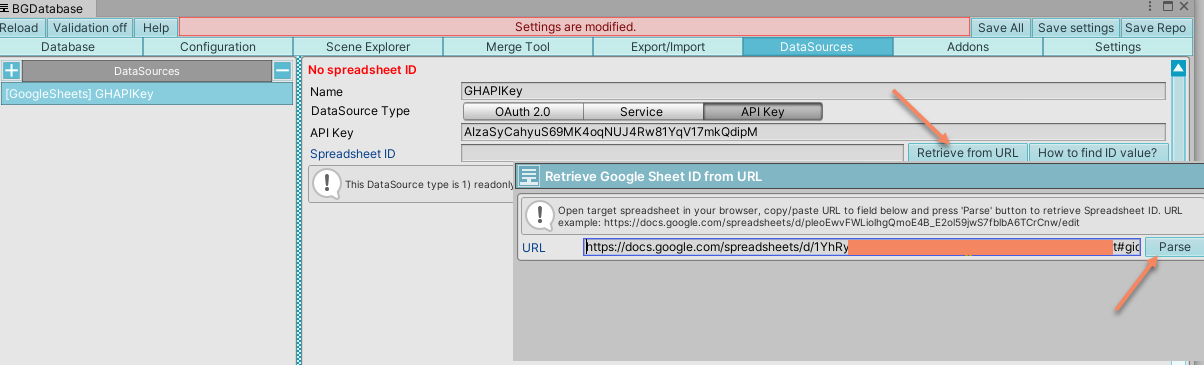 BGDatabase
Reload Validation off Help Settings are modified. Save All Save settings Save Repo
Database Configuration Scene Explorer Merge Tool Export/Import DataSources Addons Settings
DataSources
[GoogleSheets] GHAPIKey
No spreadsheet ID
Name GHAPIKey
DataSource Type OAuth 2.0 Service API Key
API Key AIzaSyCahyuS69MK4oqNUJ4Rw81YqV17mkQdipM
Spreadsheet ID Retrieve from URL How to find ID value?
This DataSource type is 1) readonly
Retrieve Google Sheet ID from URL
Open target spreadsheet in your browser, copy/paste URL to field below and press 'Parse' button to retrieve Spreadsheet ID. URL
example: https://docs.google.com/spreadsheets/d/pleoEwvFWLiolhgQmoE4B_E2ol59jwS7fblbA6TCrCnw/edit
URL https://docs.google.com/spreadsheets/d/1YhRy t#gid Parse